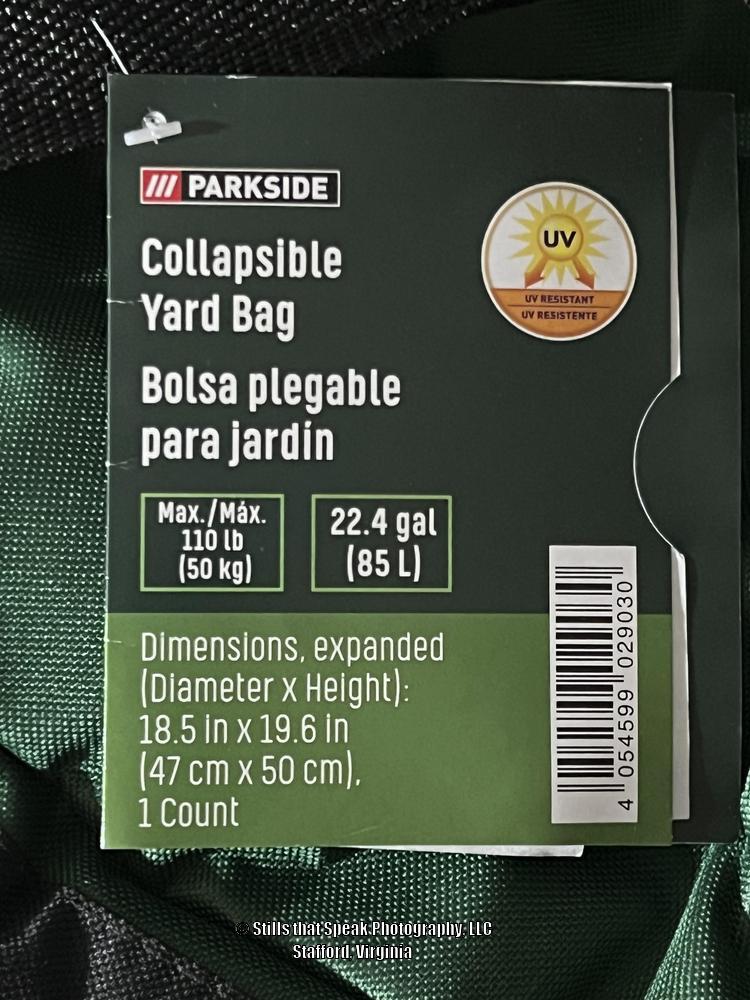 PARKSIDE
Collapsible
Yard Bag
Bolsa plegable
para jardín
UV
UV RESISTANT
UV RESISTENTE
Max./Máx.
110 lb
(50 kg)
22.4 gal
(85 L)
Dimensions, expanded
(Diameter x Height):
18.5 in x 19.6 in
(47 cm x 50 cm),
1 Count
4 054599 029030
© Stills that Speak Photography, LLC
Stafford, Virginia